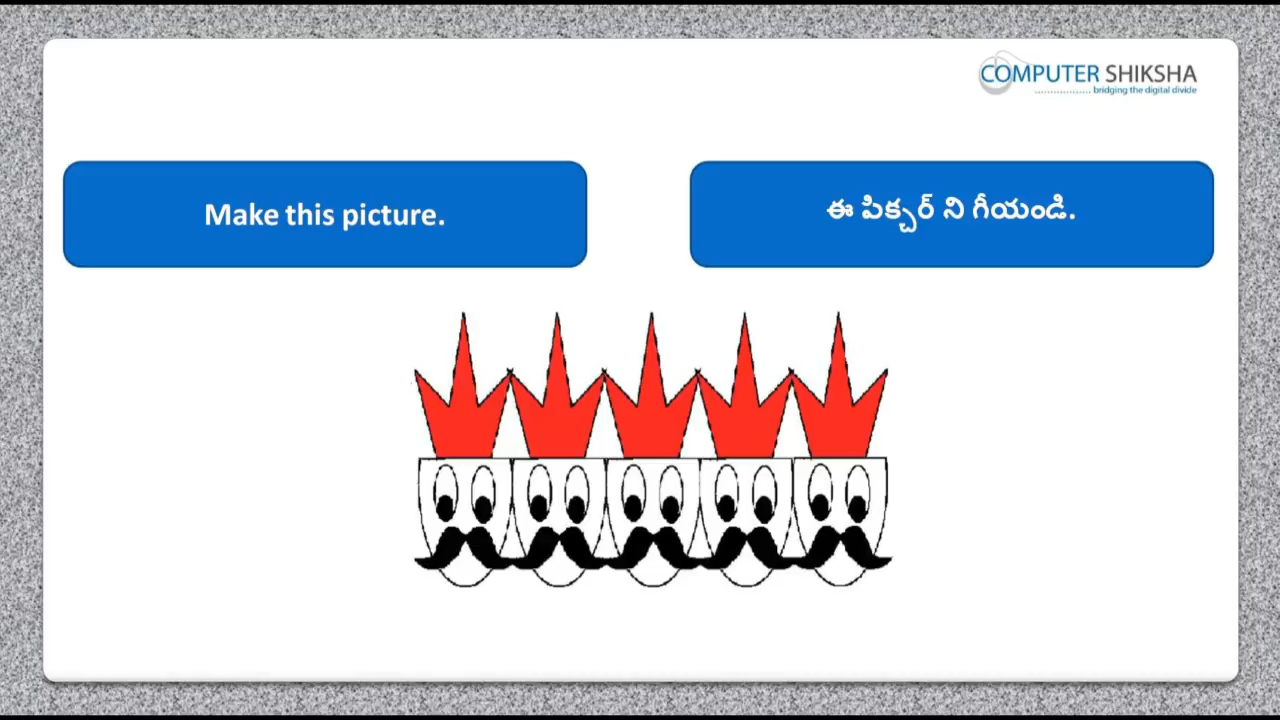 COMPUTER SHIKSHA
bridging the digital divide
Make this picture.
ఈ పిక్చర్ ని గీయండి.